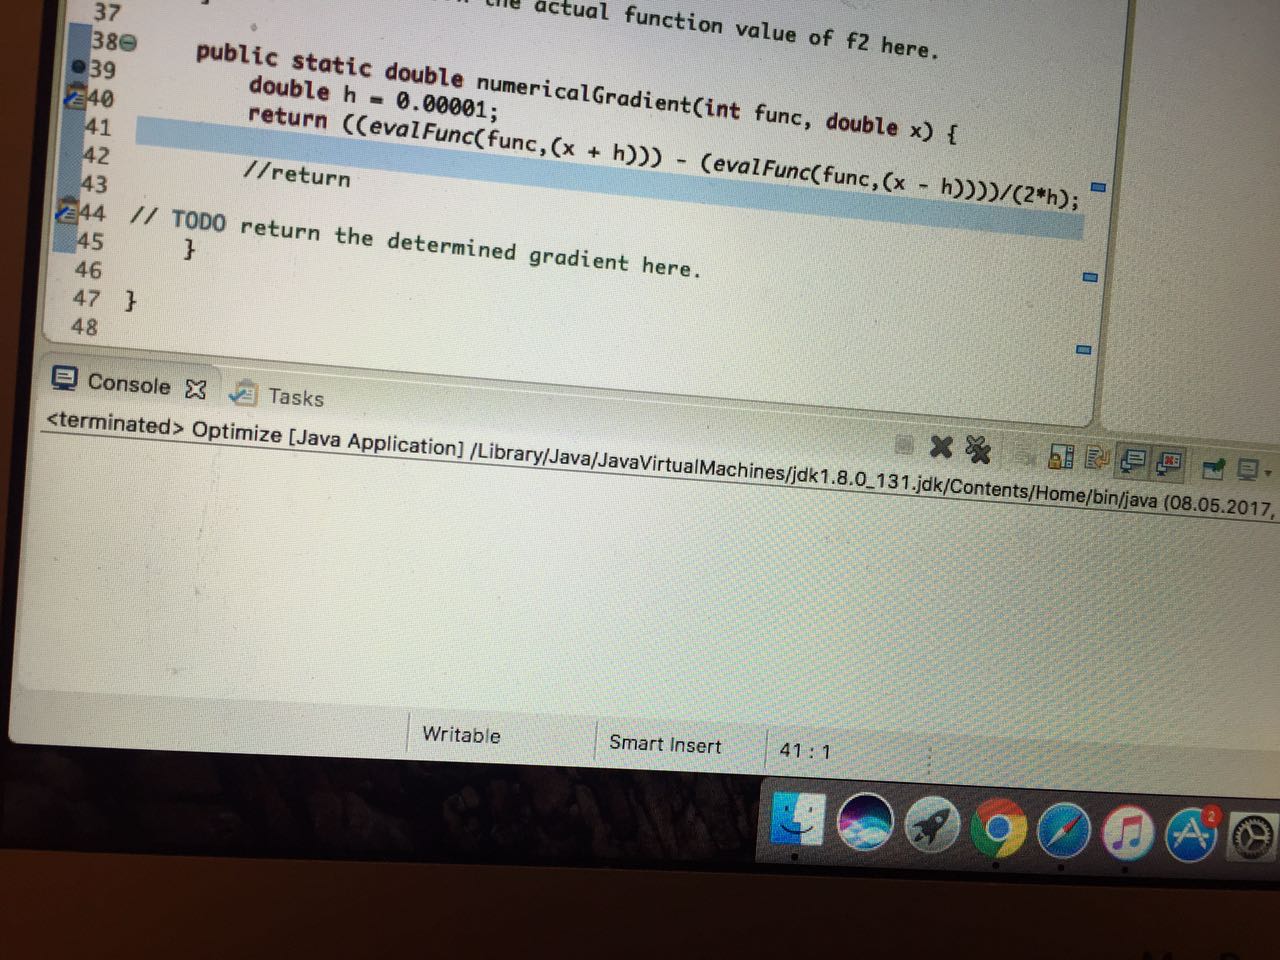 the actual function value of f2 here.
37
38 public static double numericalGradient(int func, double x) {
39 double h = 0.00001;
40 return ((evalFunc(func,(x + h))) - (evalFunc(func,(x - h))))/(2*h);
41
42 //return
43
44 // TODO return the determined gradient here.
45 }
46
47 }
48
Console Tasks
<terminated> Optimize [Java Application] /Library/Java/JavaVirtualMachines/jdk1.8.0_131.jdk/Contents/Home/bin/java (08.05.2017,
Writable Smart Insert 41 : 1
2